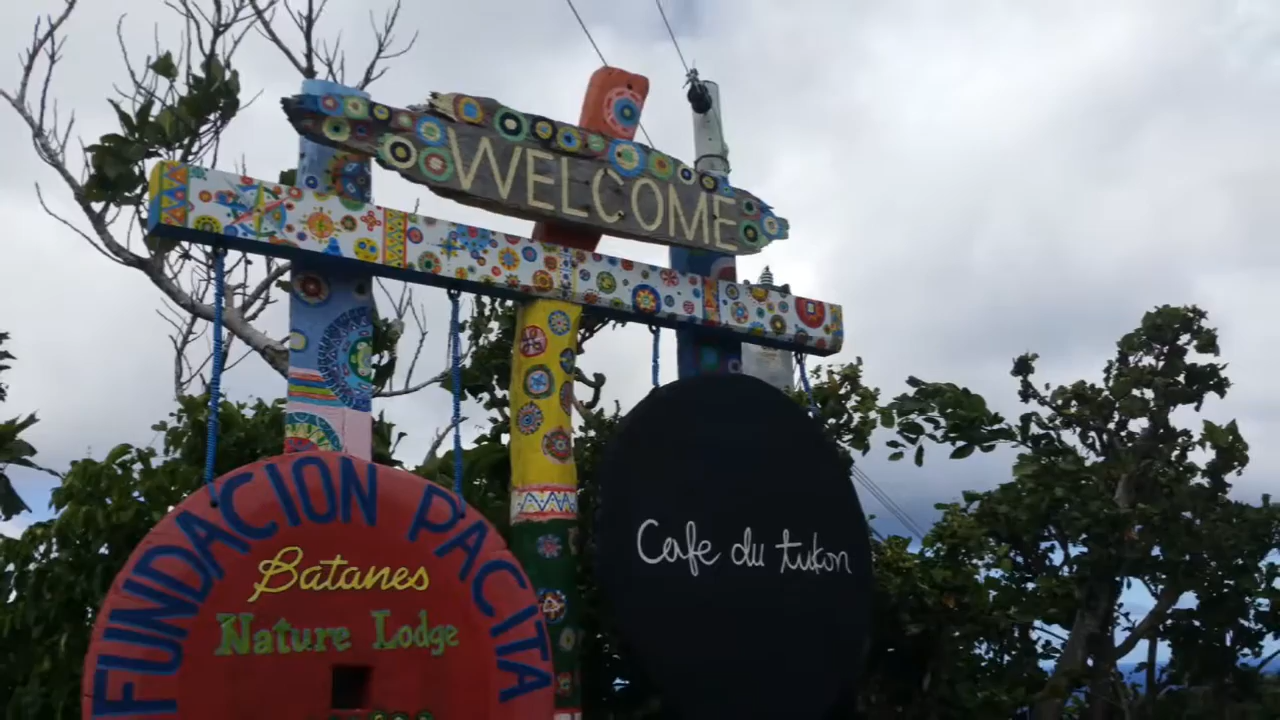 WELCOME
FUNDACION PACITA
Batanes
Nature Lodge
Cafe du tukon